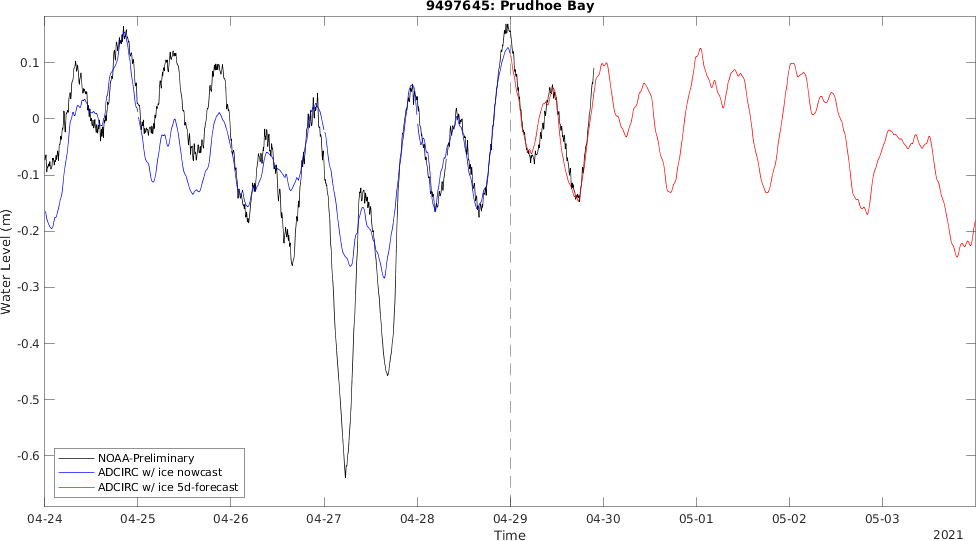 9497645: Prudhoe Bay
0.1
0
-0.1
-0.2
-0.3
-0.4
-0.5
-0.6
Water Level (m)
NOAA-Preliminary
ADCIRC w/ ice nowcast
ADCIRC w/ ice 5d-forecast
04-24 04-25 04-26 04-27 04-28 04-29 04-30 05-01 05-02 05-03
Time
2021